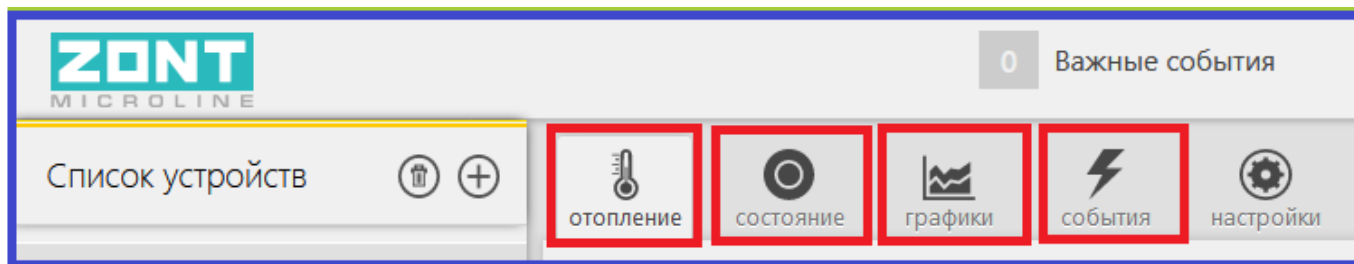 ZONT
MICROLINE
0 Важные события
Список устройств
отопление состояние графики события настройки